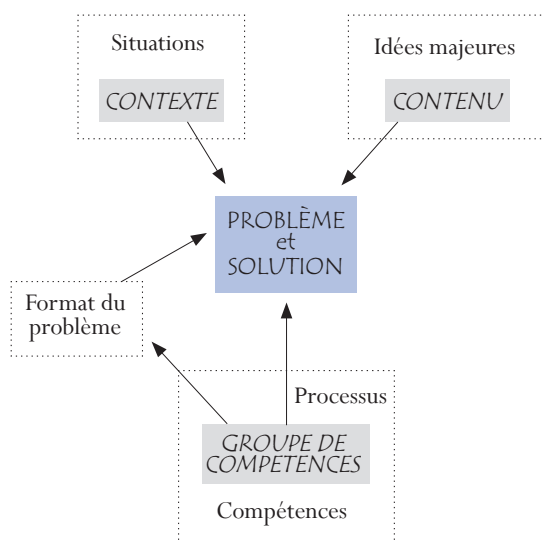 Situations
CONTEXTE
Idées majeures
CONTENU
PROBLÈME
et
SOLUTION
Format du
problème
Processus
GROUPE DE
COMPETENCES
Compétences